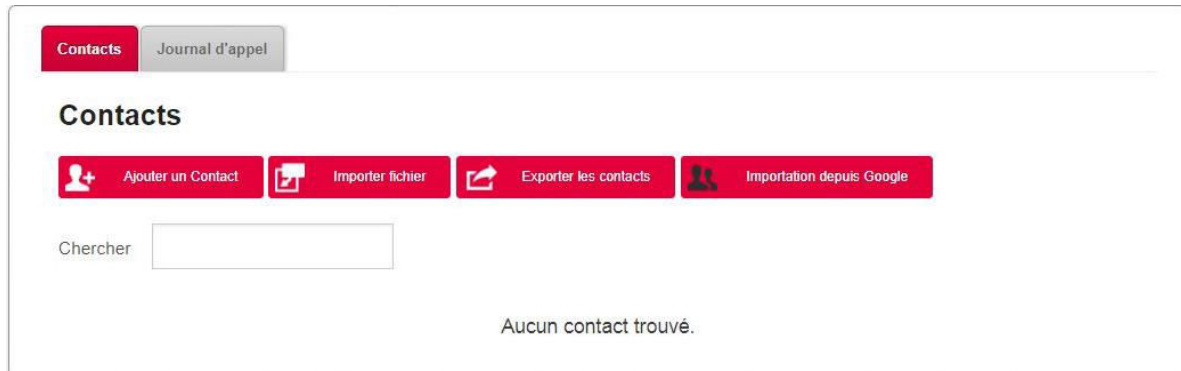 Contacts Journal d'appel
Contacts
Ajouter un Contact Importer fichier Exporter les contacts Importation depuis Google
Chercher
Aucun contact trouvé.